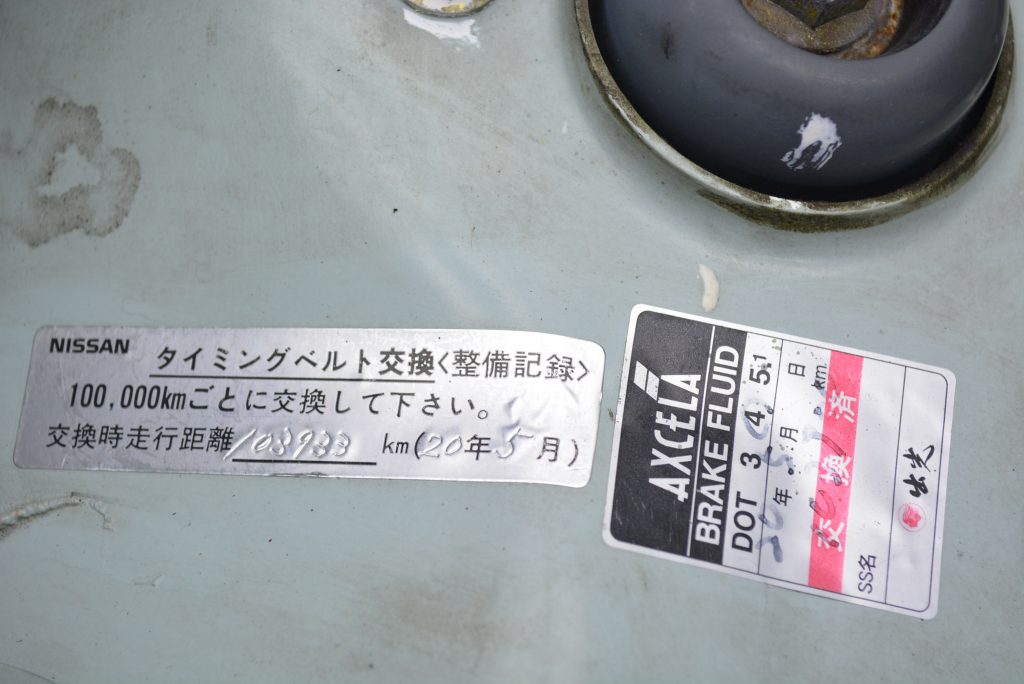 NISSAN
タイミングベルト交換〈整備記録〉
100,000kmごとに交換して下さい。
交換時走行距離 103933 km(20年5月)
AXCELA
BRAKE FLUID
DOT 3 4 5.1
年 5月 日
km
交換済
SS名
出光